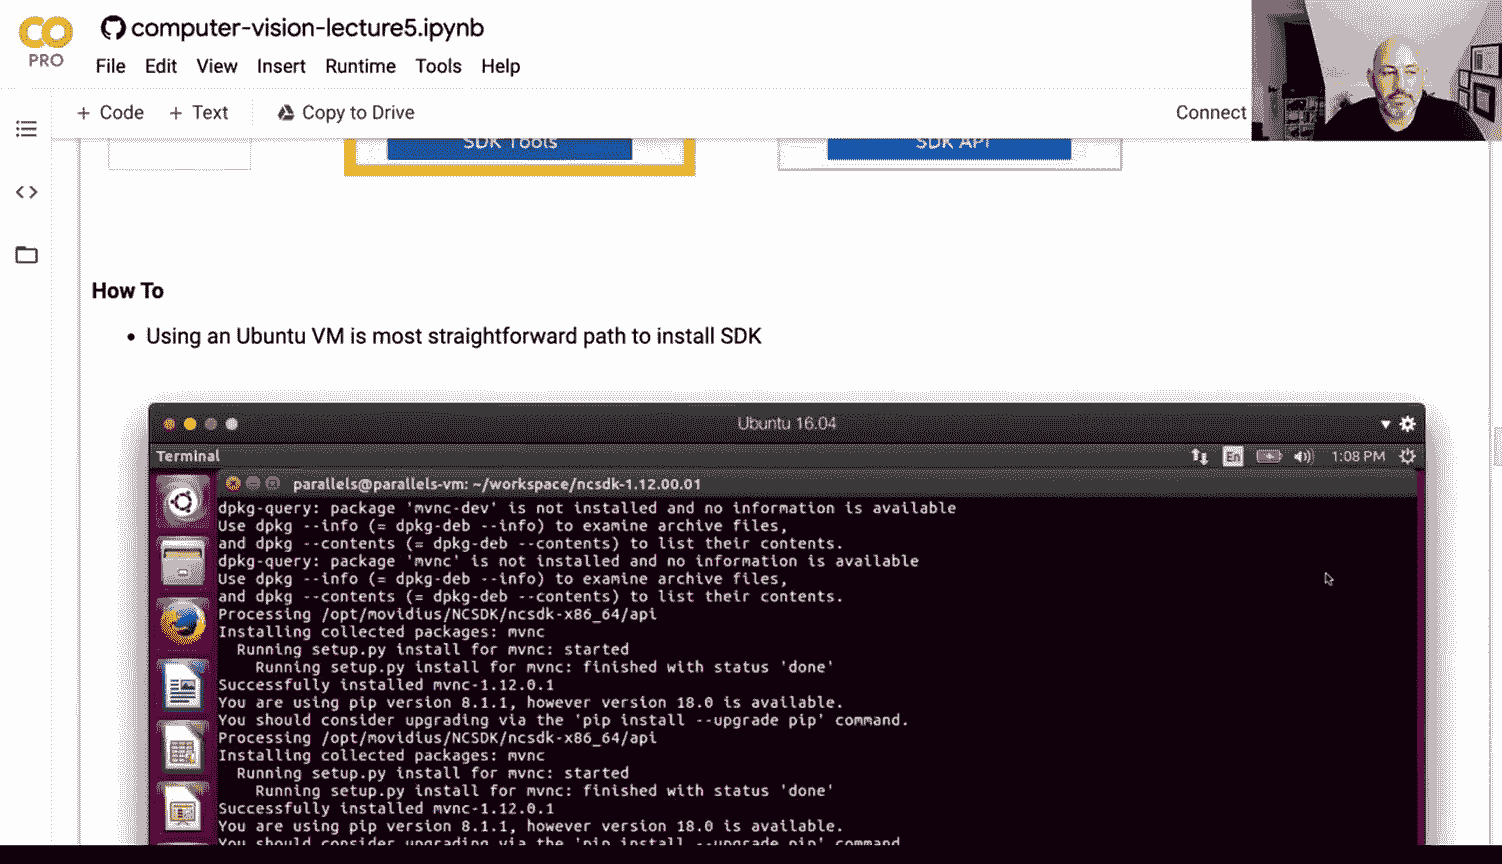 CO
PRO
computer-vision-lecture5.ipynb
File Edit View Insert Runtime Tools Help
+ Code + Text Copy to Drive Connect
SDK Tools SDK API
How To
• Using an Ubuntu VM is most straightforward path to install SDK
Ubuntu 16.04
Terminal En 1:08 PM
parallels@parallels-vm: ~/workspace/ncsdk-1.12.00.01
dpkg-query: package 'mvnc-dev' is not installed and no information is available
Use dpkg --info (= dpkg-deb --info) to examine archive files,
and dpkg --contents (= dpkg-deb --contents) to list their contents.
dpkg-query: package 'mvnc' is not installed and no information is available
Use dpkg --info (= dpkg-deb --info) to examine archive files,
and dpkg --contents (= dpkg-deb --contents) to list their contents.
Processing /opt/movidius/NCSDK/ncsdk-x86_64/api
Installing collected packages: mvnc
Running setup.py install for mvnc: started
Running setup.py install for mvnc: finished with status 'done'
Successfully installed mvnc-1.12.0.1
You are using pip version 8.1.1, however version 18.0 is available.
You should consider upgrading via the 'pip install --upgrade pip' command.
Processing /opt/movidius/NCSDK/ncsdk-x86_64/api
Installing collected packages: mvnc
Running setup.py install for mvnc: started
Running setup.py install for mvnc: finished with status 'done'
Successfully installed mvnc-1.12.0.1
You are using pip version 8.1.1, however version 18.0 is available.
You should consider upgrading via the 'pip install --upgrade pip' command